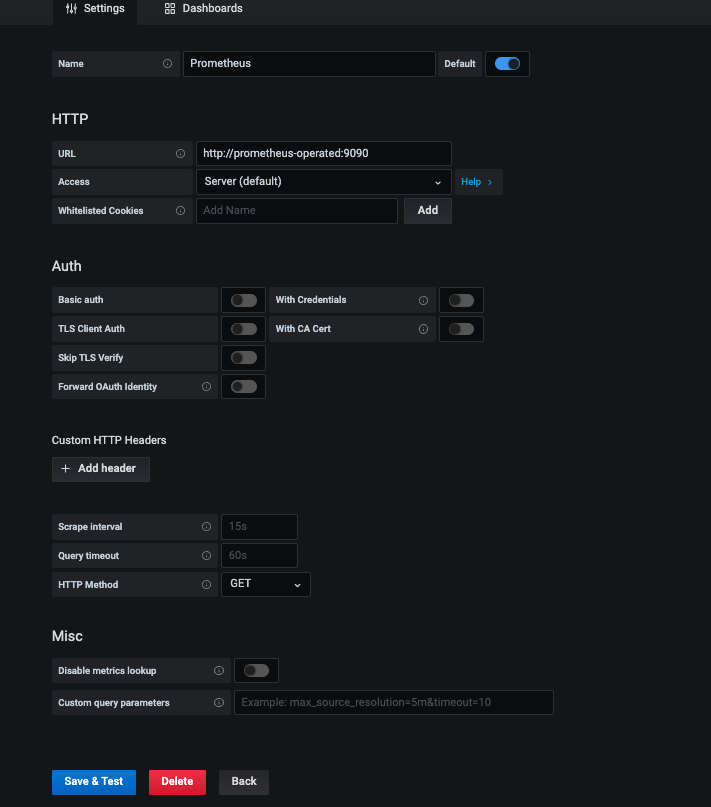 Settings Dashboards
Name Prometheus Default
HTTP
URL http://prometheus-operated:9090
Access Server (default) Help
Whitelisted Cookies Add Name Add
Auth
Basic auth With Credentials
TLS Client Auth With CA Cert
Skip TLS Verify
Forward OAuth Identity
Custom HTTP Headers
Add header
Scrape interval 15s
Query timeout 60s
HTTP Method GET
Misc
Disable metrics lookup
Custom query parameters Example: max_source_resolution=5m&timeout=10
Save & Test Delete Back